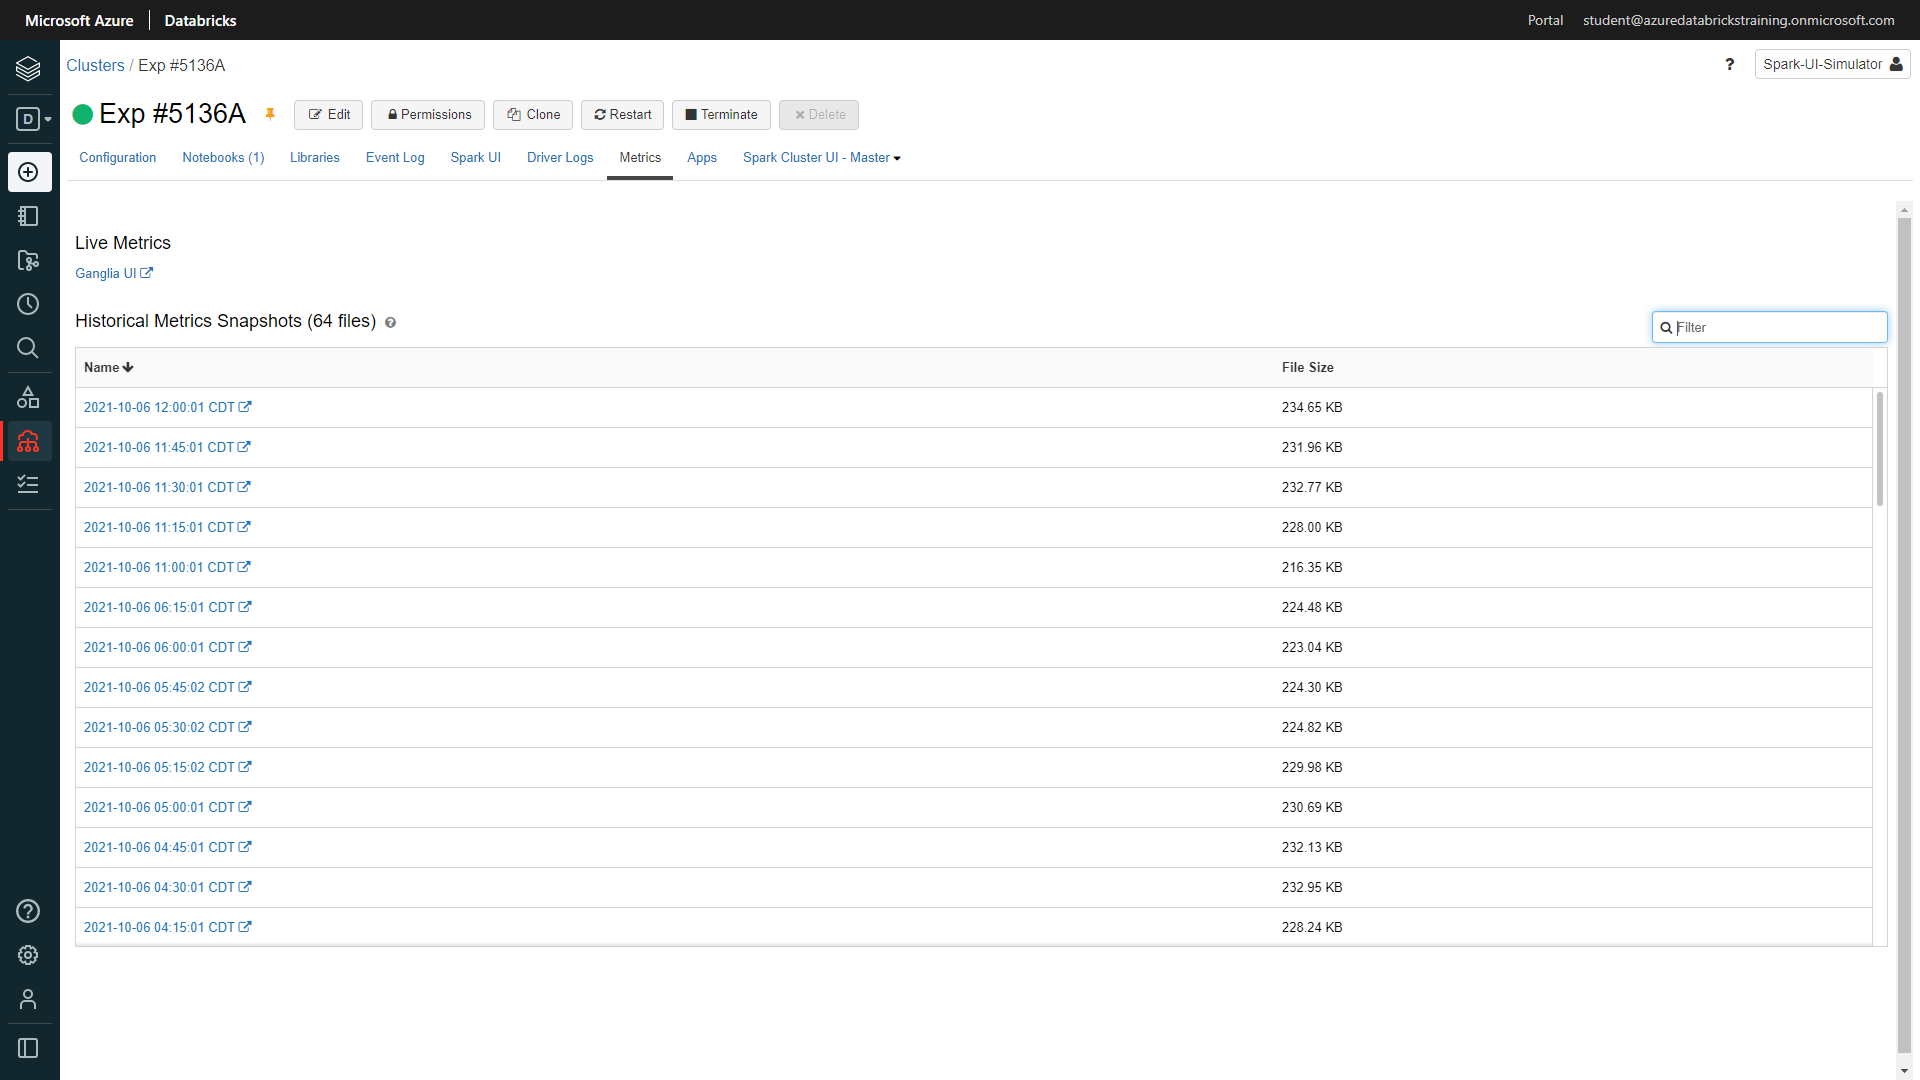 Microsoft Azure Databricks Portal student@azuredatabrickstraining.onmicrosoft.com
Clusters / Exp #5136A ? Spark-UI-Simulator
D Exp #5136A Edit Permissions Clone Restart Terminate Delete
Configuration Notebooks (1) Libraries Event Log Spark UI Driver Logs Metrics Apps Spark Cluster UI - Master
Live Metrics
Ganglia UI
Historical Metrics Snapshots (64 files) ? Filter
Name File Size
2021-10-06 12:00:01 CDT 234.65 KB
2021-10-06 11:45:01 CDT 231.96 KB
2021-10-06 11:30:01 CDT 232.77 KB
2021-10-06 11:15:01 CDT 228.00 KB
2021-10-06 11:00:01 CDT 216.35 KB
2021-10-06 06:15:01 CDT 224.48 KB
2021-10-06 06:00:01 CDT 223.04 KB
2021-10-06 05:45:02 CDT 224.30 KB
2021-10-06 05:30:02 CDT 224.82 KB
2021-10-06 05:15:02 CDT 229.98 KB
2021-10-06 05:00:01 CDT 230.69 KB
2021-10-06 04:45:01 CDT 232.13 KB
2021-10-06 04:30:01 CDT 232.95 KB
2021-10-06 04:15:01 CDT 228.24 KB